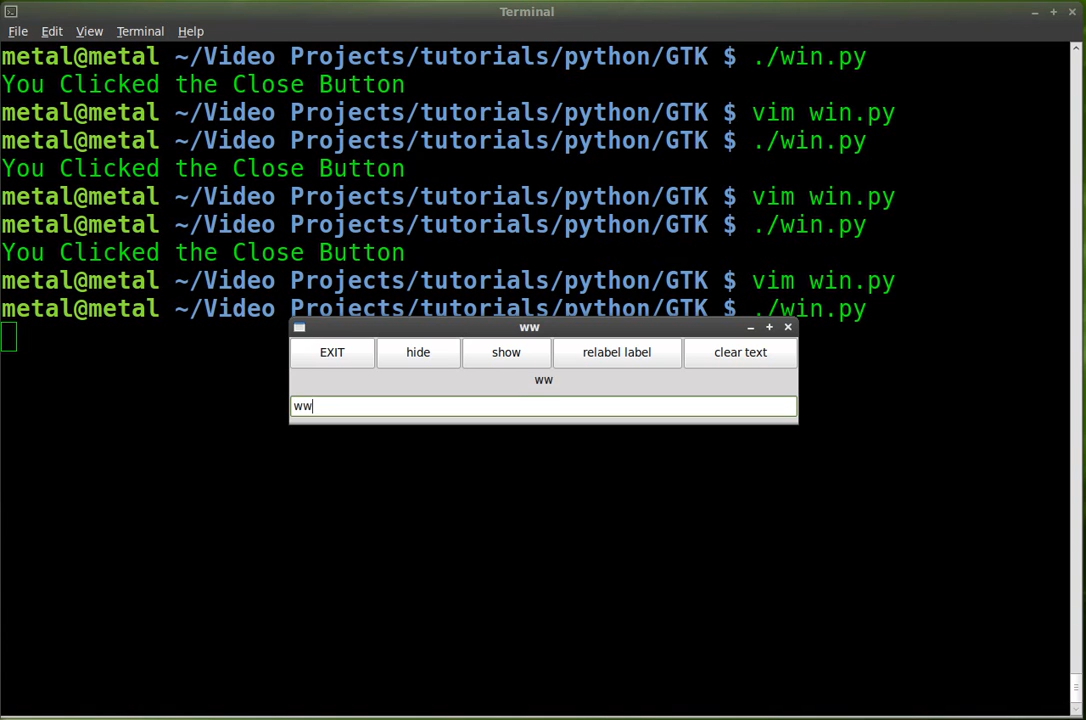 Terminal
File Edit View Terminal Help
metal@metal ~/Video Projects/tutorials/python/GTK $ ./win.py
You Clicked the Close Button
metal@metal ~/Video Projects/tutorials/python/GTK $ vim win.py
metal@metal ~/Video Projects/tutorials/python/GTK $ ./win.py
You Clicked the Close Button
metal@metal ~/Video Projects/tutorials/python/GTK $ vim win.py
metal@metal ~/Video Projects/tutorials/python/GTK $ ./win.py
You Clicked the Close Button
metal@metal ~/Video Projects/tutorials/python/GTK $ vim win.py
metal@metal ~/Video Projects/tutorials/python/GTK $ ./win.py
ww
EXIT hide show relabel label clear text
ww
ww